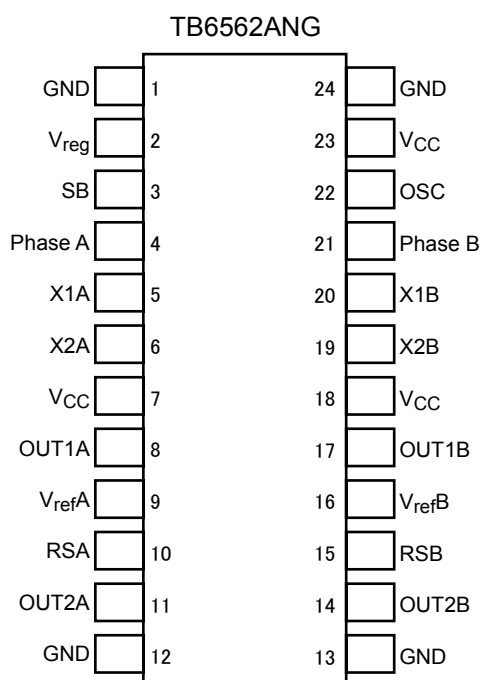 TB6562ANG
GND 1 24 GND
Vreg 2 23 VCC
SB 3 22 OSC
Phase A 4 21 Phase B
X1A 5 20 X1B
X2A 6 19 X2B
VCC 7 18 VCC
OUT1A 8 17 OUT1B
VrefA 9 16 VrefB
RSA 10 15 RSB
OUT2A 11 14 OUT2B
GND 12 13 GND